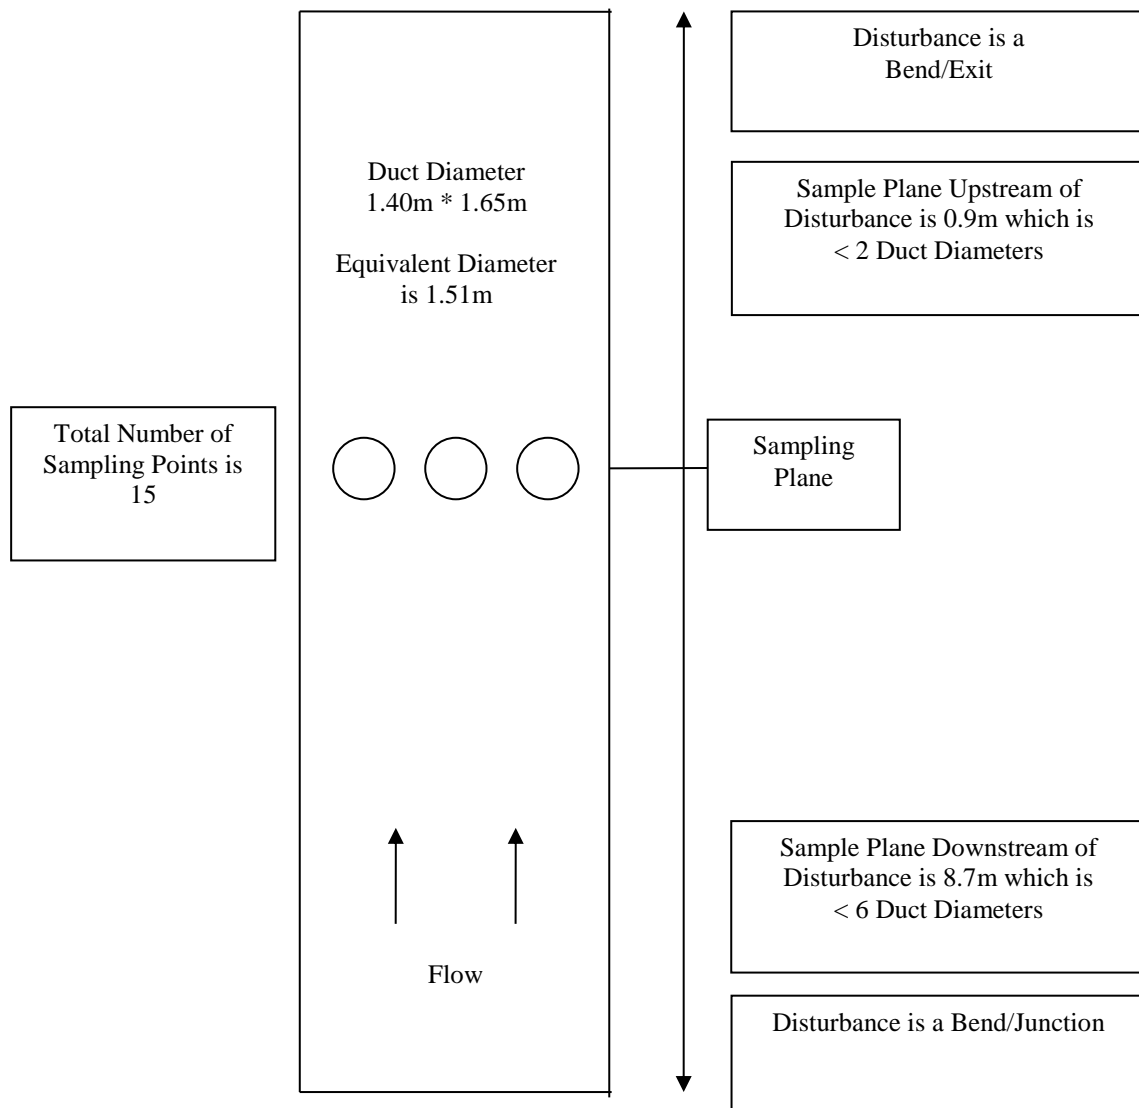 Disturbance is a
Bend/Exit
Duct Diameter
1.40m * 1.65m
Equivalent Diameter
is 1.51m
Sample Plane Upstream of
Disturbance is 0.9m which is
< 2 Duct Diameters
Total Number of
Sampling Points is
15
Sampling
Plane
Sample Plane Downstream of
Disturbance is 8.7m which is
< 6 Duct Diameters
Flow
Disturbance is a Bend/Junction